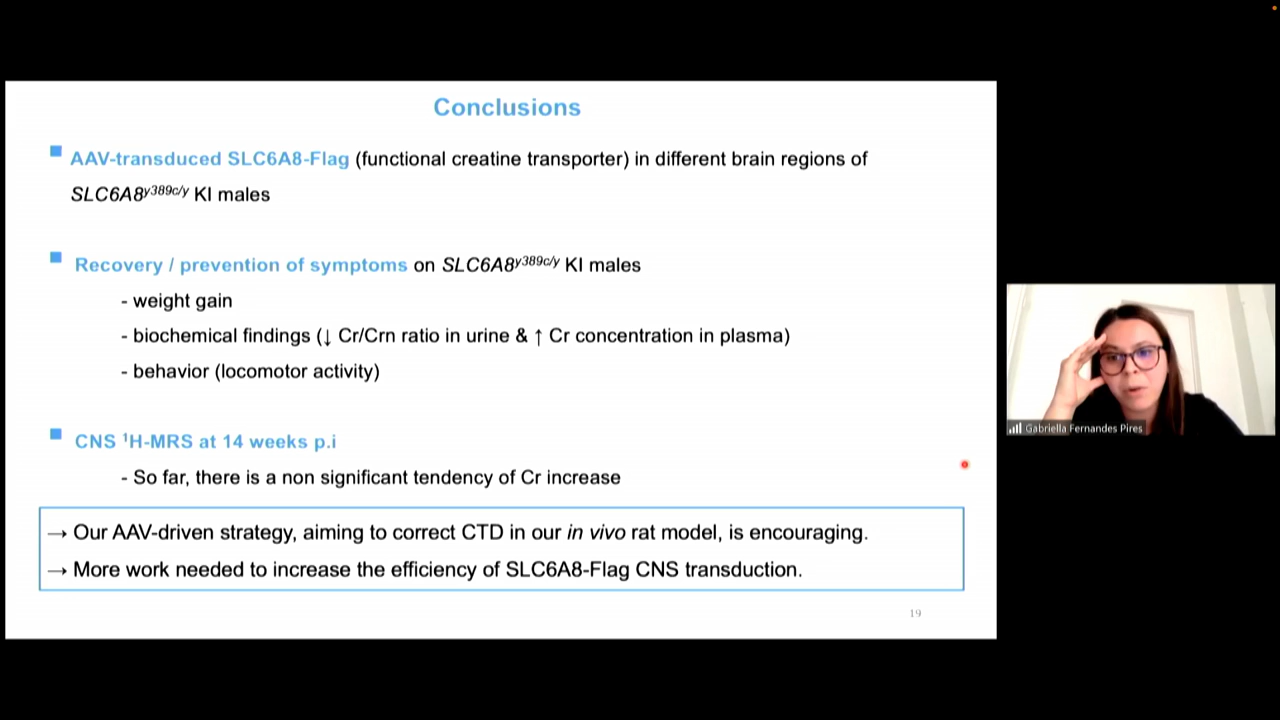 Conclusions
AAV-transduced SLC6A8-Flag (functional creatine transporter) in different brain regions of
SLC6A8y389c/y KI males
Recovery / prevention of symptoms on SLC6A8y389c/y KI males
- weight gain
- biochemical findings (↓ Cr/Crn ratio in urine & ↑ Cr concentration in plasma)
- behavior (locomotor activity)
CNS ¹H-MRS at 14 weeks p.i
- So far, there is a non significant tendency of Cr increase
→ Our AAV-driven strategy, aiming to correct CTD in our in vivo rat model, is encouraging.
→ More work needed to increase the efficiency of SLC6A8-Flag CNS transduction.
19
Gabriella Fernandes Pires